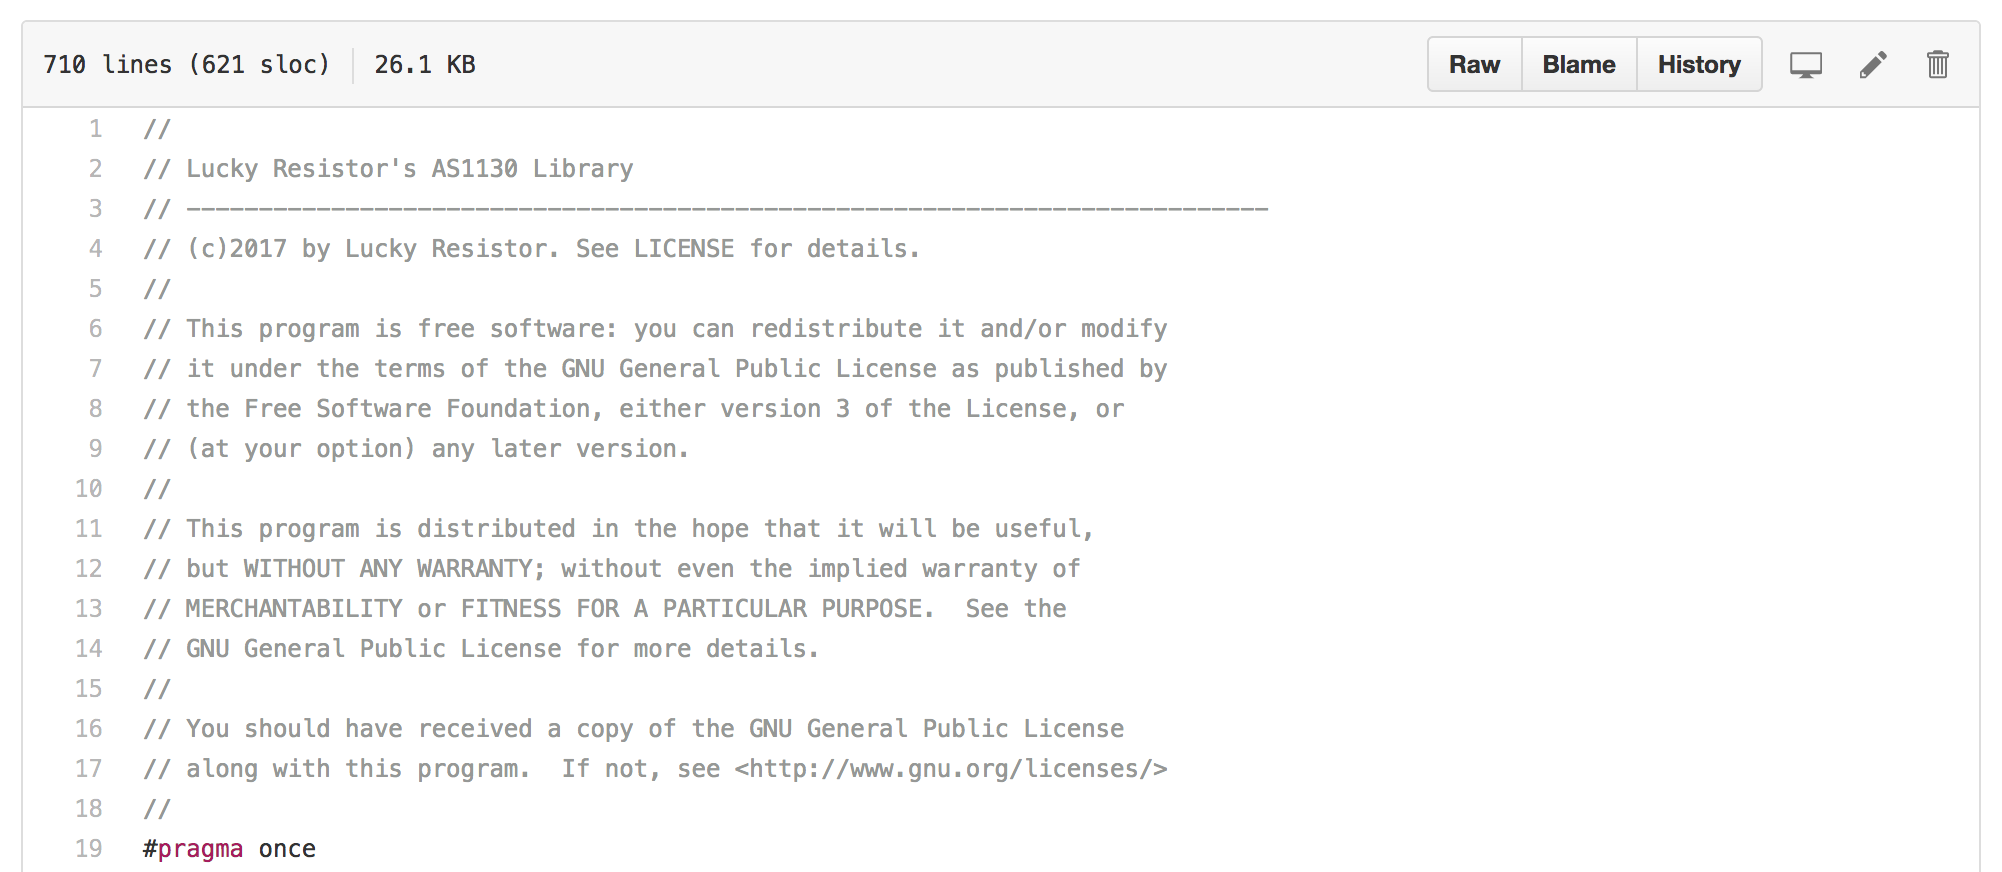 710 lines (621 sloc) 26.1 KB Raw Blame History
1 //
2 // Lucky Resistor's AS1130 Library
3 // ---------------------------------------------------------------------------
4 // (c)2017 by Lucky Resistor. See LICENSE for details.
5 //
6 // This program is free software: you can redistribute it and/or modify
7 // it under the terms of the GNU General Public License as published by
8 // the Free Software Foundation, either version 3 of the License, or
9 // (at your option) any later version.
10 //
11 // This program is distributed in the hope that it will be useful,
12 // but WITHOUT ANY WARRANTY; without even the implied warranty of
13 // MERCHANTABILITY or FITNESS FOR A PARTICULAR PURPOSE.  See the
14 // GNU General Public License for more details.
15 //
16 // You should have received a copy of the GNU General Public License
17 // along with this program.  If not, see <http://www.gnu.org/licenses/>
18 //
19 #pragma once